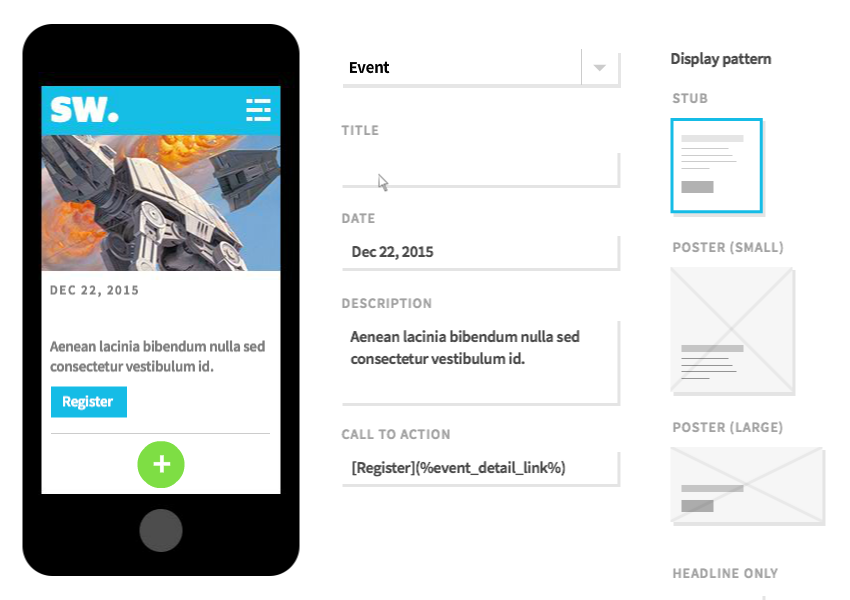 SW.
DEC 22, 2015
Aenean lacinia bibendum nulla sed
consectetur vestibulum id.
Register
Event
TITLE
DATE
Dec 22, 2015
DESCRIPTION
Aenean lacinia bibendum nulla sed
consectetur vestibulum id.
CALL TO ACTION
[Register](%event_detail_link%)
Display pattern
STUB
POSTER (SMALL)
POSTER (LARGE)
HEADLINE ONLY